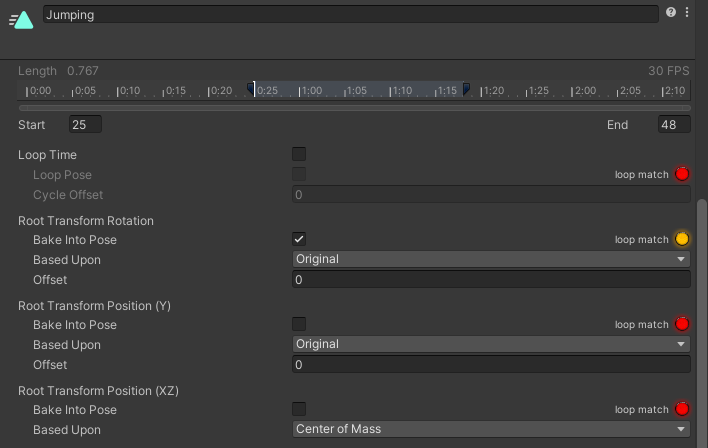 Jumping
Length 0.767 30 FPS
0:00 0:05 0:10 0:15 0:20 0:25 1:00 1:05 1:10 1:15 1:20 1:25 2:00 2:05 2:10
Start 25 End 48
Loop Time
Loop Pose loop match
Cycle Offset 0
Root Transform Rotation
Bake Into Pose loop match
Based Upon Original
Offset 0
Root Transform Position (Y)
Bake Into Pose loop match
Based Upon Original
Offset 0
Root Transform Position (XZ)
Bake Into Pose loop match
Based Upon Center of Mass